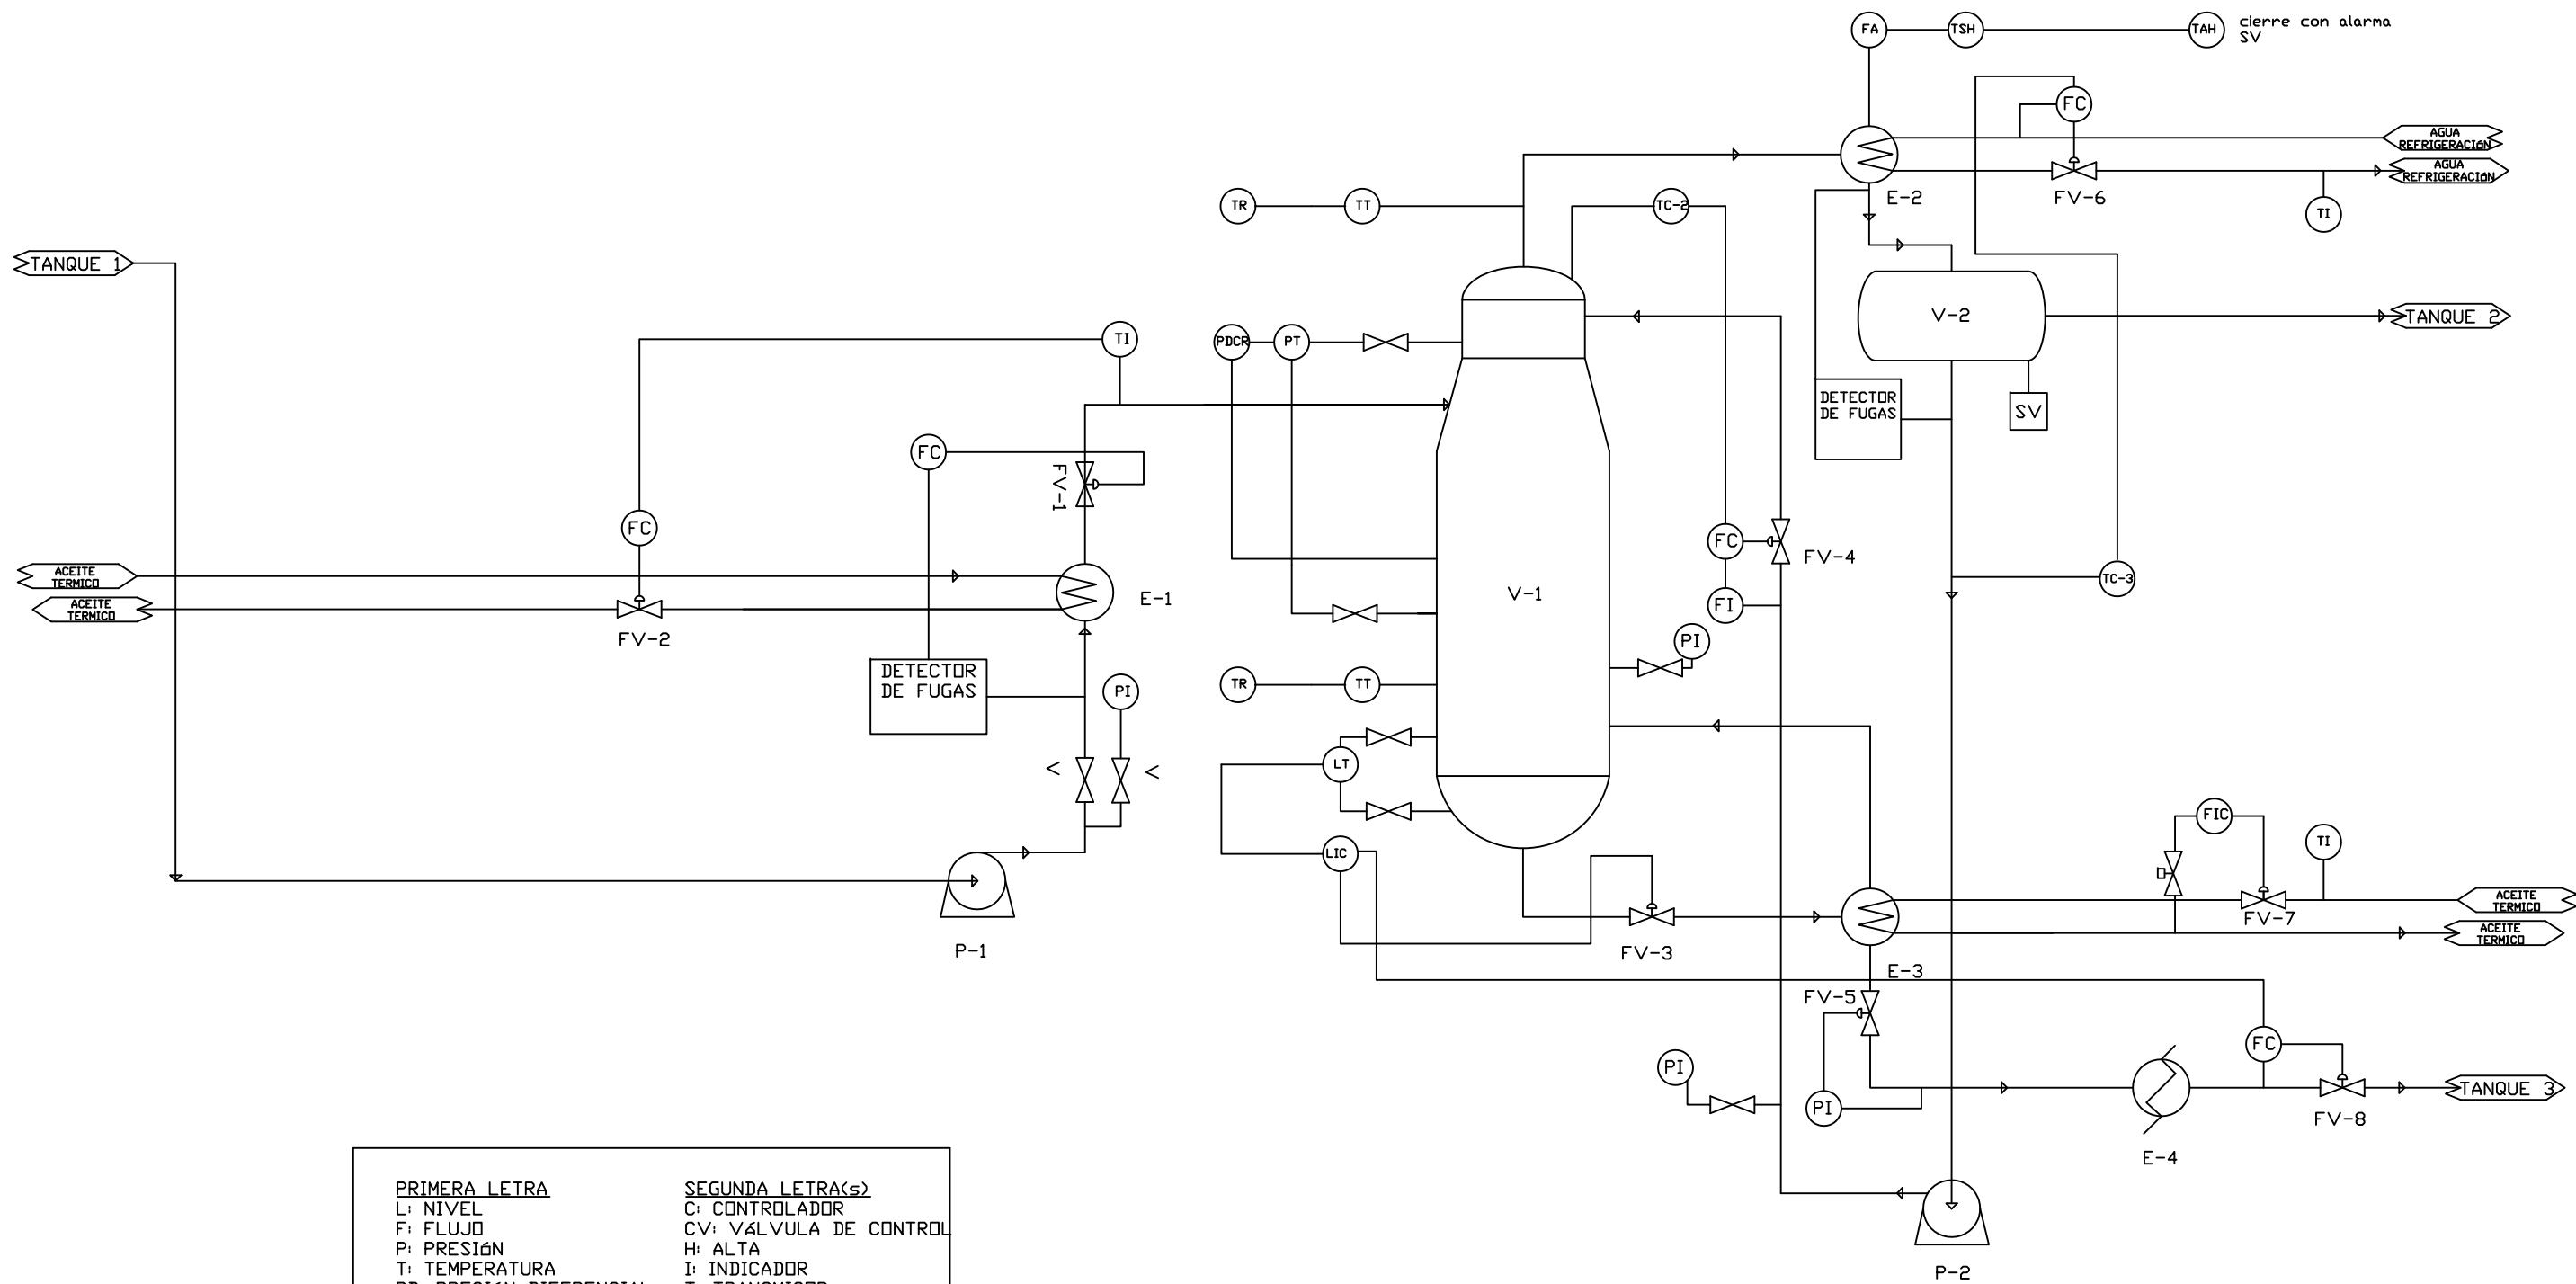 FA
TSH
TAH
cierre con alarma
SV
FC
AGUA
REFRIGERACIÓN
AGUA
REFRIGERACIÓN
E-2
FV-6
TI
TR
TT
TC-2
TANQUE 1
V-2
TANQUE 2
TI
PDCR
PT
DETECTOR
DE FUGAS
SV
FC
FV-1
FC
FC
FV-4
ACEITE
TERMICO
ACEITE
TERMICO
E-1
V-1
TC-3
FI
FV-2
PI
DETECTOR
DE FUGAS
PI
TR
TT
<
<
LT
FIC
TI
LIC
ACEITE
TERMICO
FV-7
ACEITE
TERMICO
P-1
FV-3
E-3
FV-5
FC
PI
PI
TANQUE 3
FV-8
E-4
PRIMERA LETRA
L: NIVEL
F: FLUJO
P: PRESIóN
T: TEMPERATURA
SEGUNDA LETRA(s)
C: CONTROLADOR
CV: VáLVULA DE CONTROL
H: ALTA
I: INDICADOR
P-2